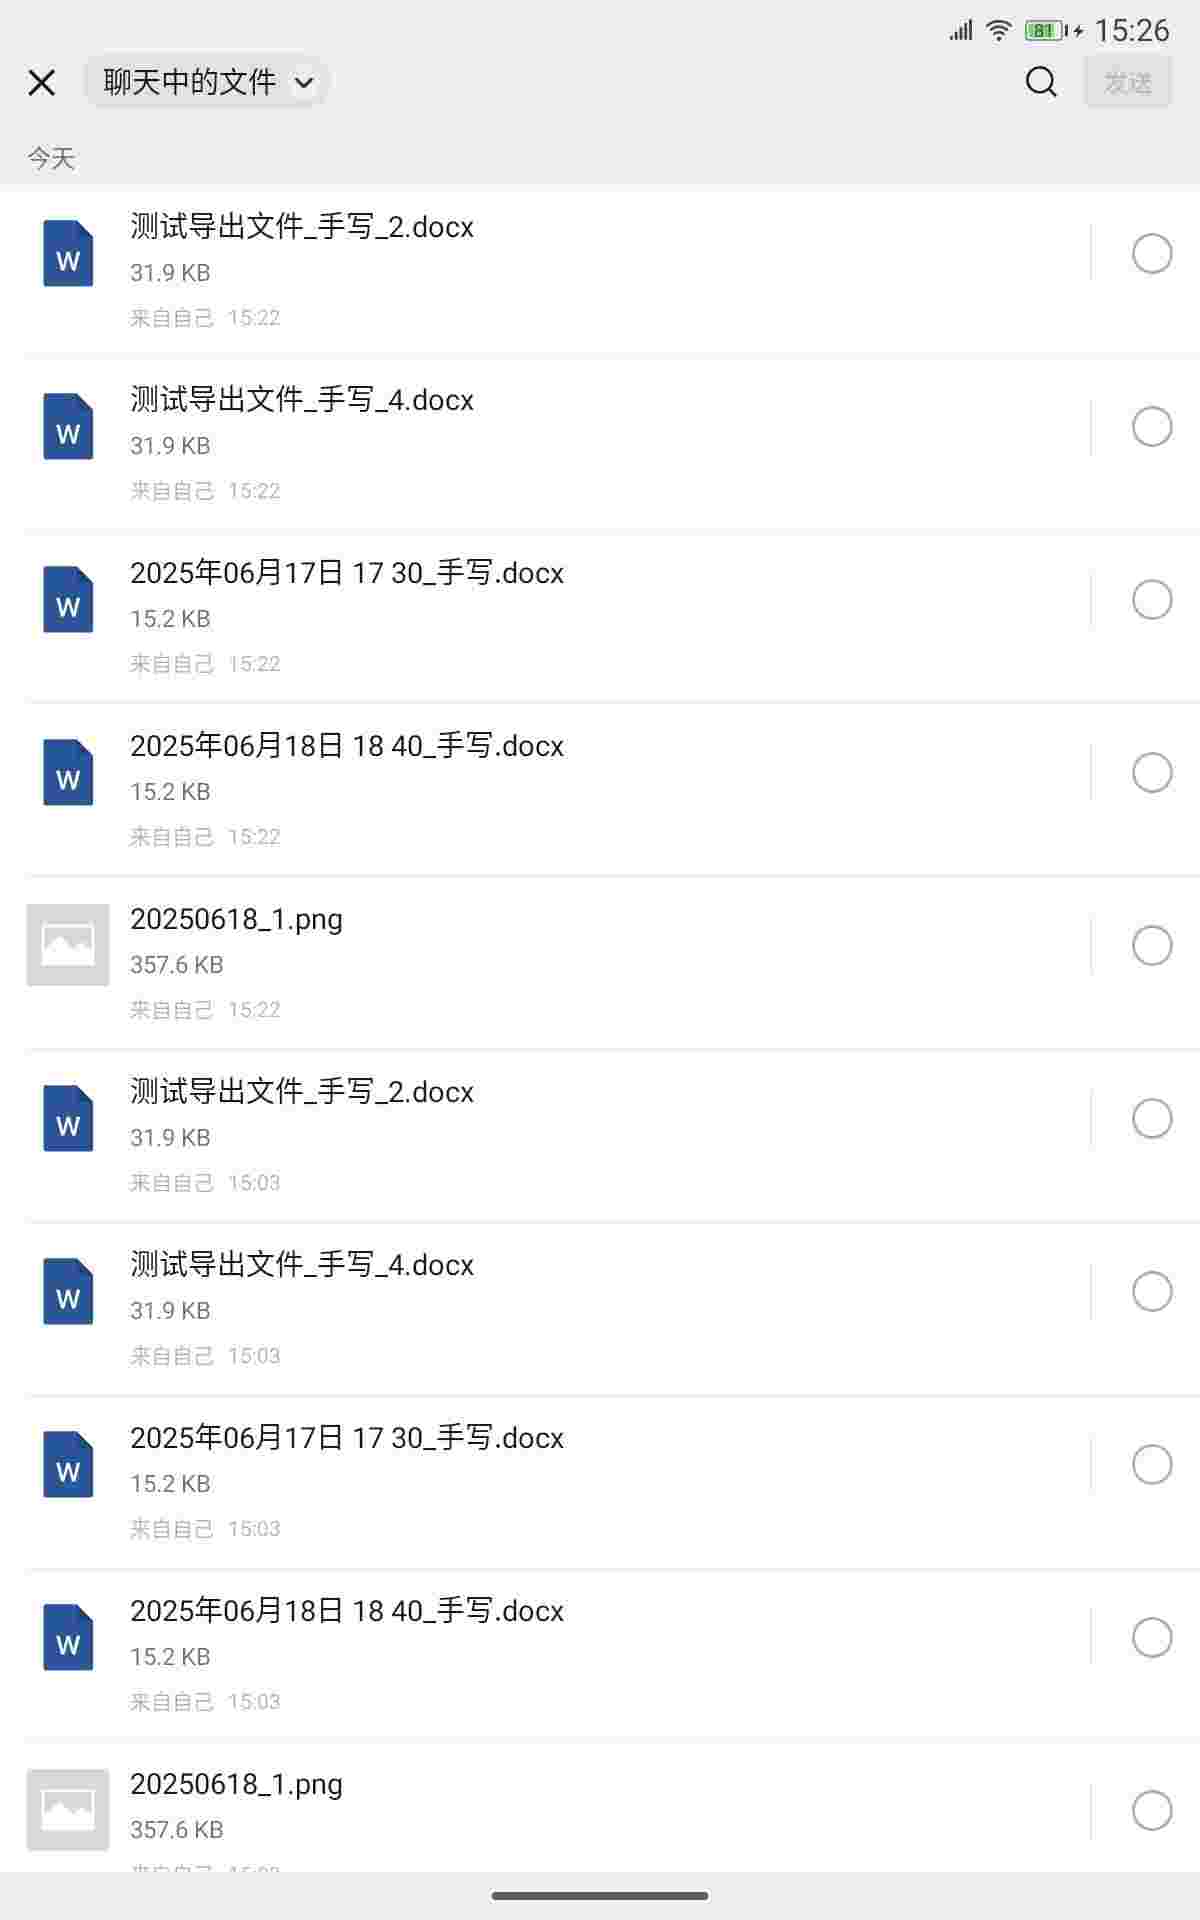 81 15:26
聊天中的文件
发送
今天
测试导出文件_手写_2.docx
31.9 KB
来自自己 15:22
测试导出文件_手写_4.docx
31.9 KB
来自自己 15:22
2025年06月17日 17 30_手写.docx
15.2 KB
来自自己 15:22
2025年06月18日 18 40_手写.docx
15.2 KB
来自自己 15:22
20250618_1.png
357.6 KB
来自自己 15:22
测试导出文件_手写_2.docx
31.9 KB
来自自己 15:03
测试导出文件_手写_4.docx
31.9 KB
来自自己 15:03
2025年06月17日 17 30_手写.docx
15.2 KB
来自自己 15:03
2025年06月18日 18 40_手写.docx
15.2 KB
来自自己 15:03
20250618_1.png
357.6 KB